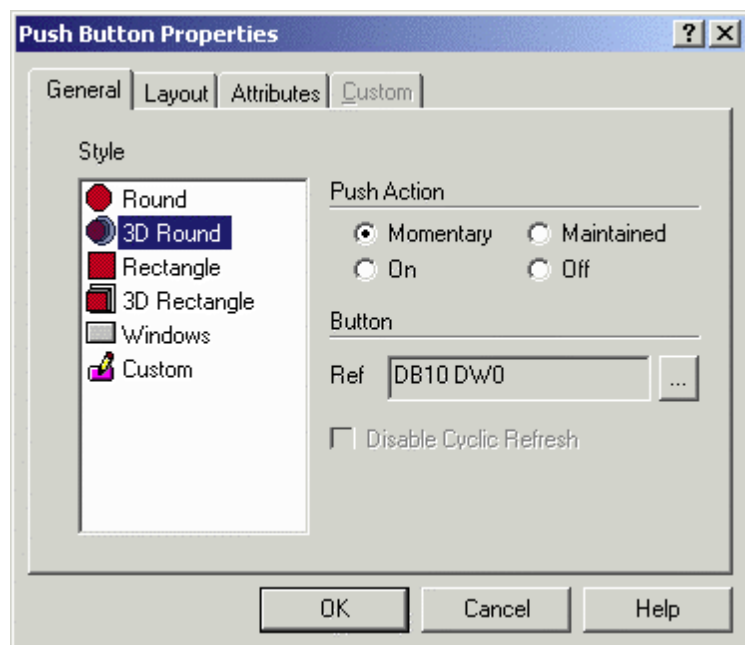 Push Button Properties
General Layout Attributes Custom
Style
Round
3D Round
Rectangle
3D Rectangle
Windows
Custom
Push Action
Momentary Maintained
On Off
Button
Ref DB10 DW0 ...
Disable Cyclic Refresh
OK Cancel Help